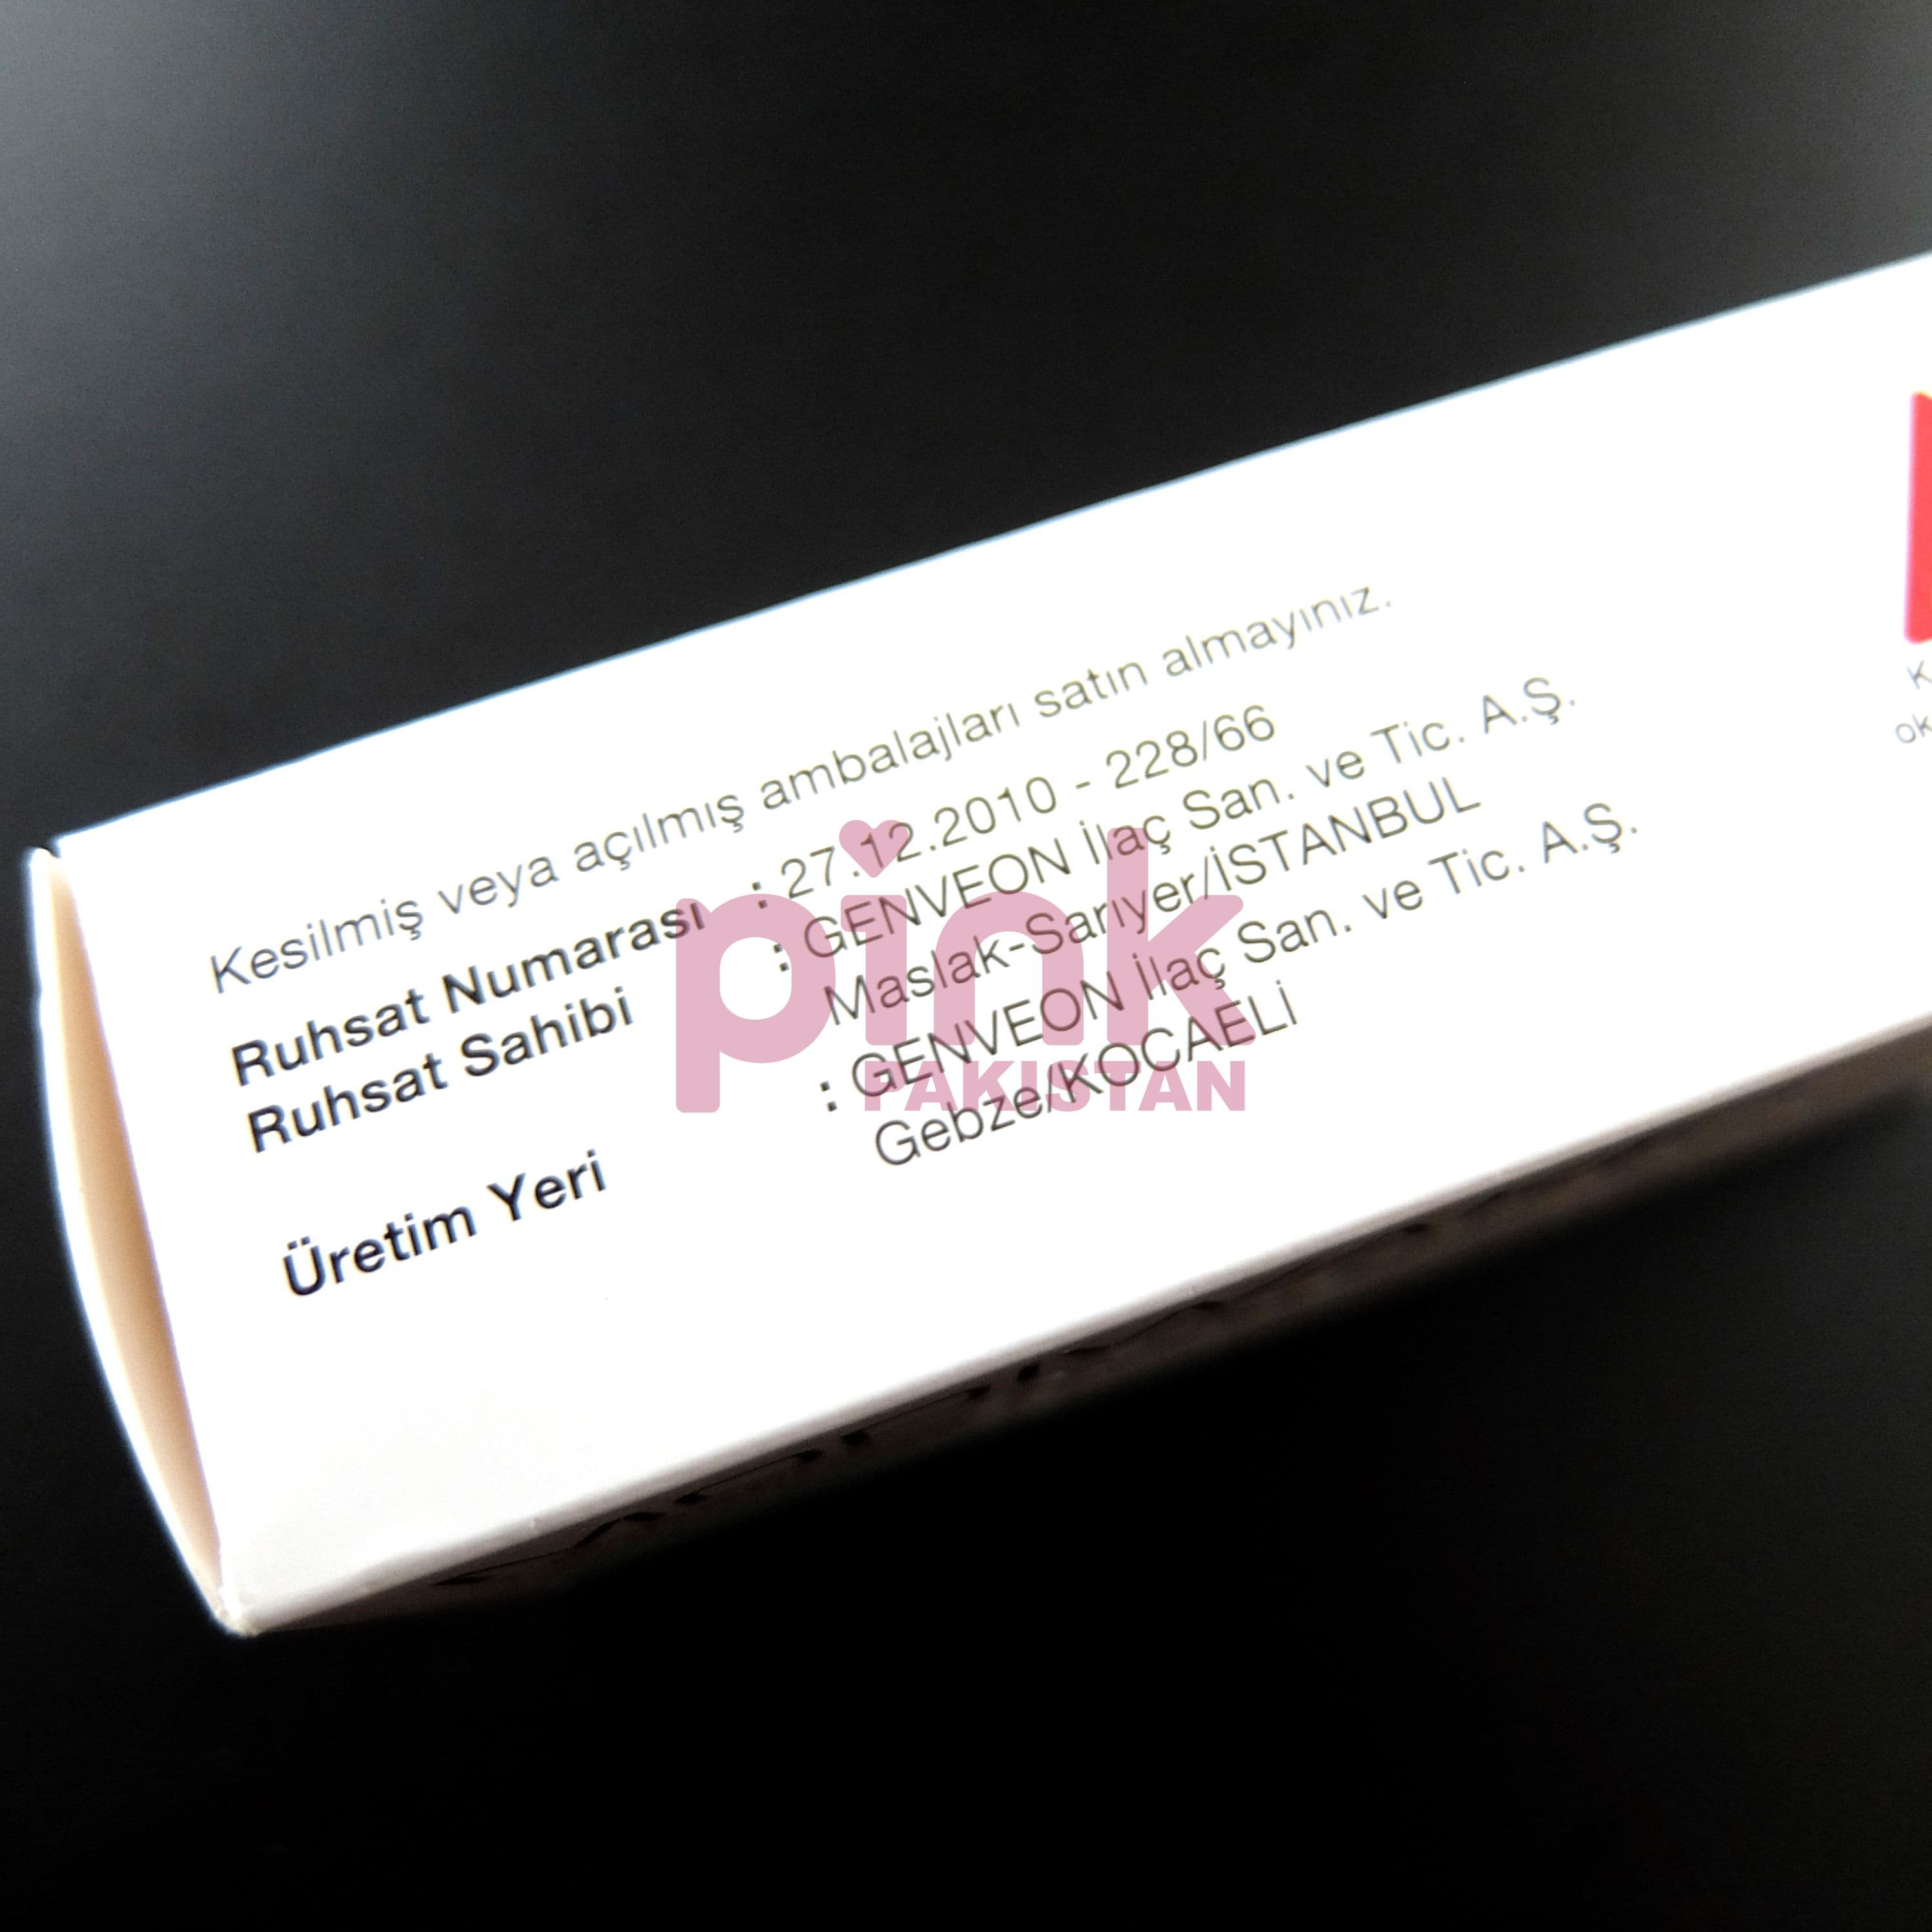 Kesilmiş veya açılmış ambalajları satın almayınız.
Ruhsat Numarası : 27.12.2010 - 228/66
Ruhsat Sahibi : GENVEON İlaç San. ve Tic. A.Ş.
Maslak-Sarıyer/İSTANBUL
Üretim Yeri : GENVEON İlaç San. ve Tic. A.Ş.
Gebze/KOCAELİ
pink
PAKISTAN
K
ok